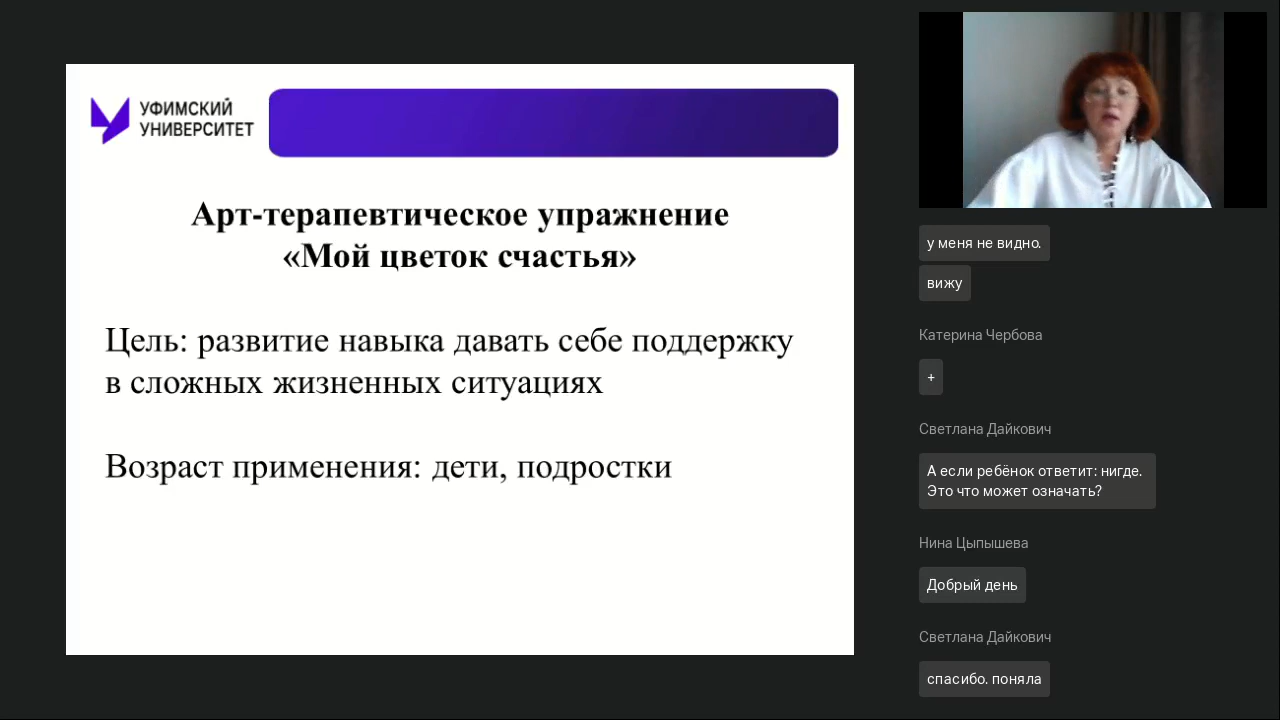 УФИМСКИЙ
УНИВЕРСИТЕТ
Арт-терапевтическое упражнение
«Мой цветок счастья»
Цель: развитие навыка давать себе поддержку
в сложных жизненных ситуациях
Возраст применения: дети, подростки
у меня не видно.
вижу
Катерина Чербова
+
Светлана Дайкович
А если ребёнок ответит: нигде.
Это что может означать?
Нина Цыпышева
Добрый день
Светлана Дайкович
спасибо. поняла